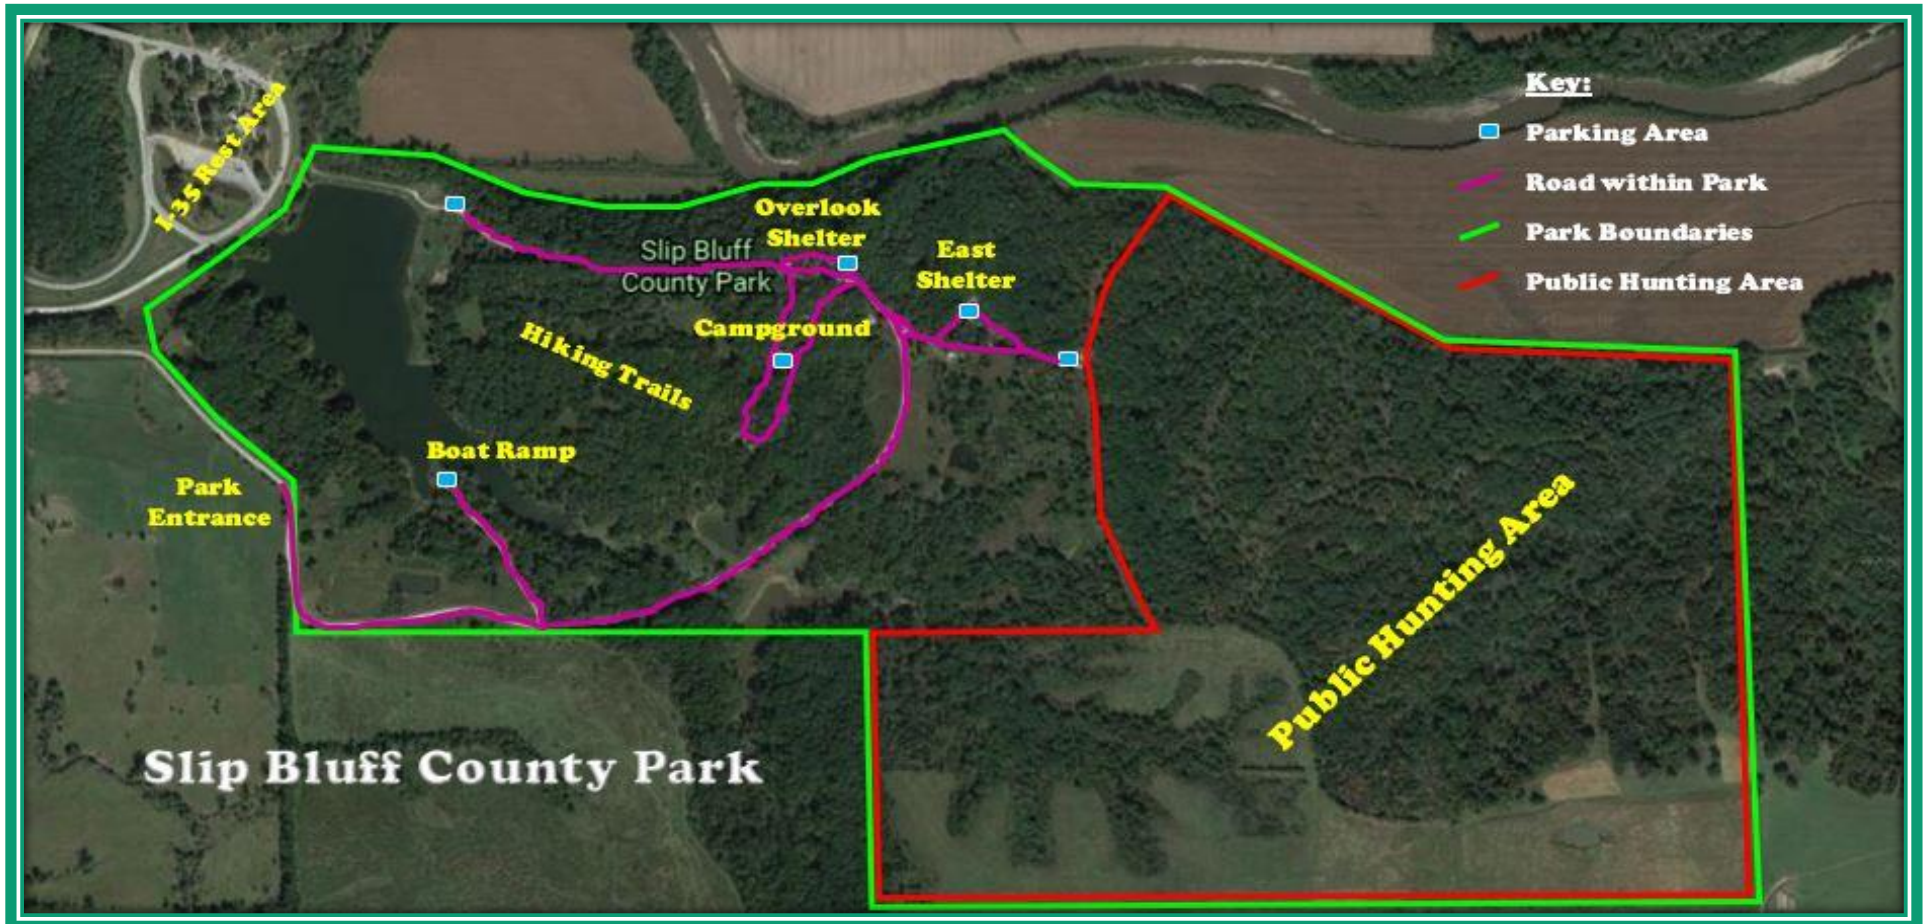 I-35 Rest Area
Key:
Parking Area
Road within Park
Park Boundaries
Public Hunting Area
Overlook
Shelter
Slip Bluff
County Park
East
Shelter
Campground
Hiking Trails
Boat Ramp
Park
Entrance
Public Hunting Area
Slip Bluff County Park